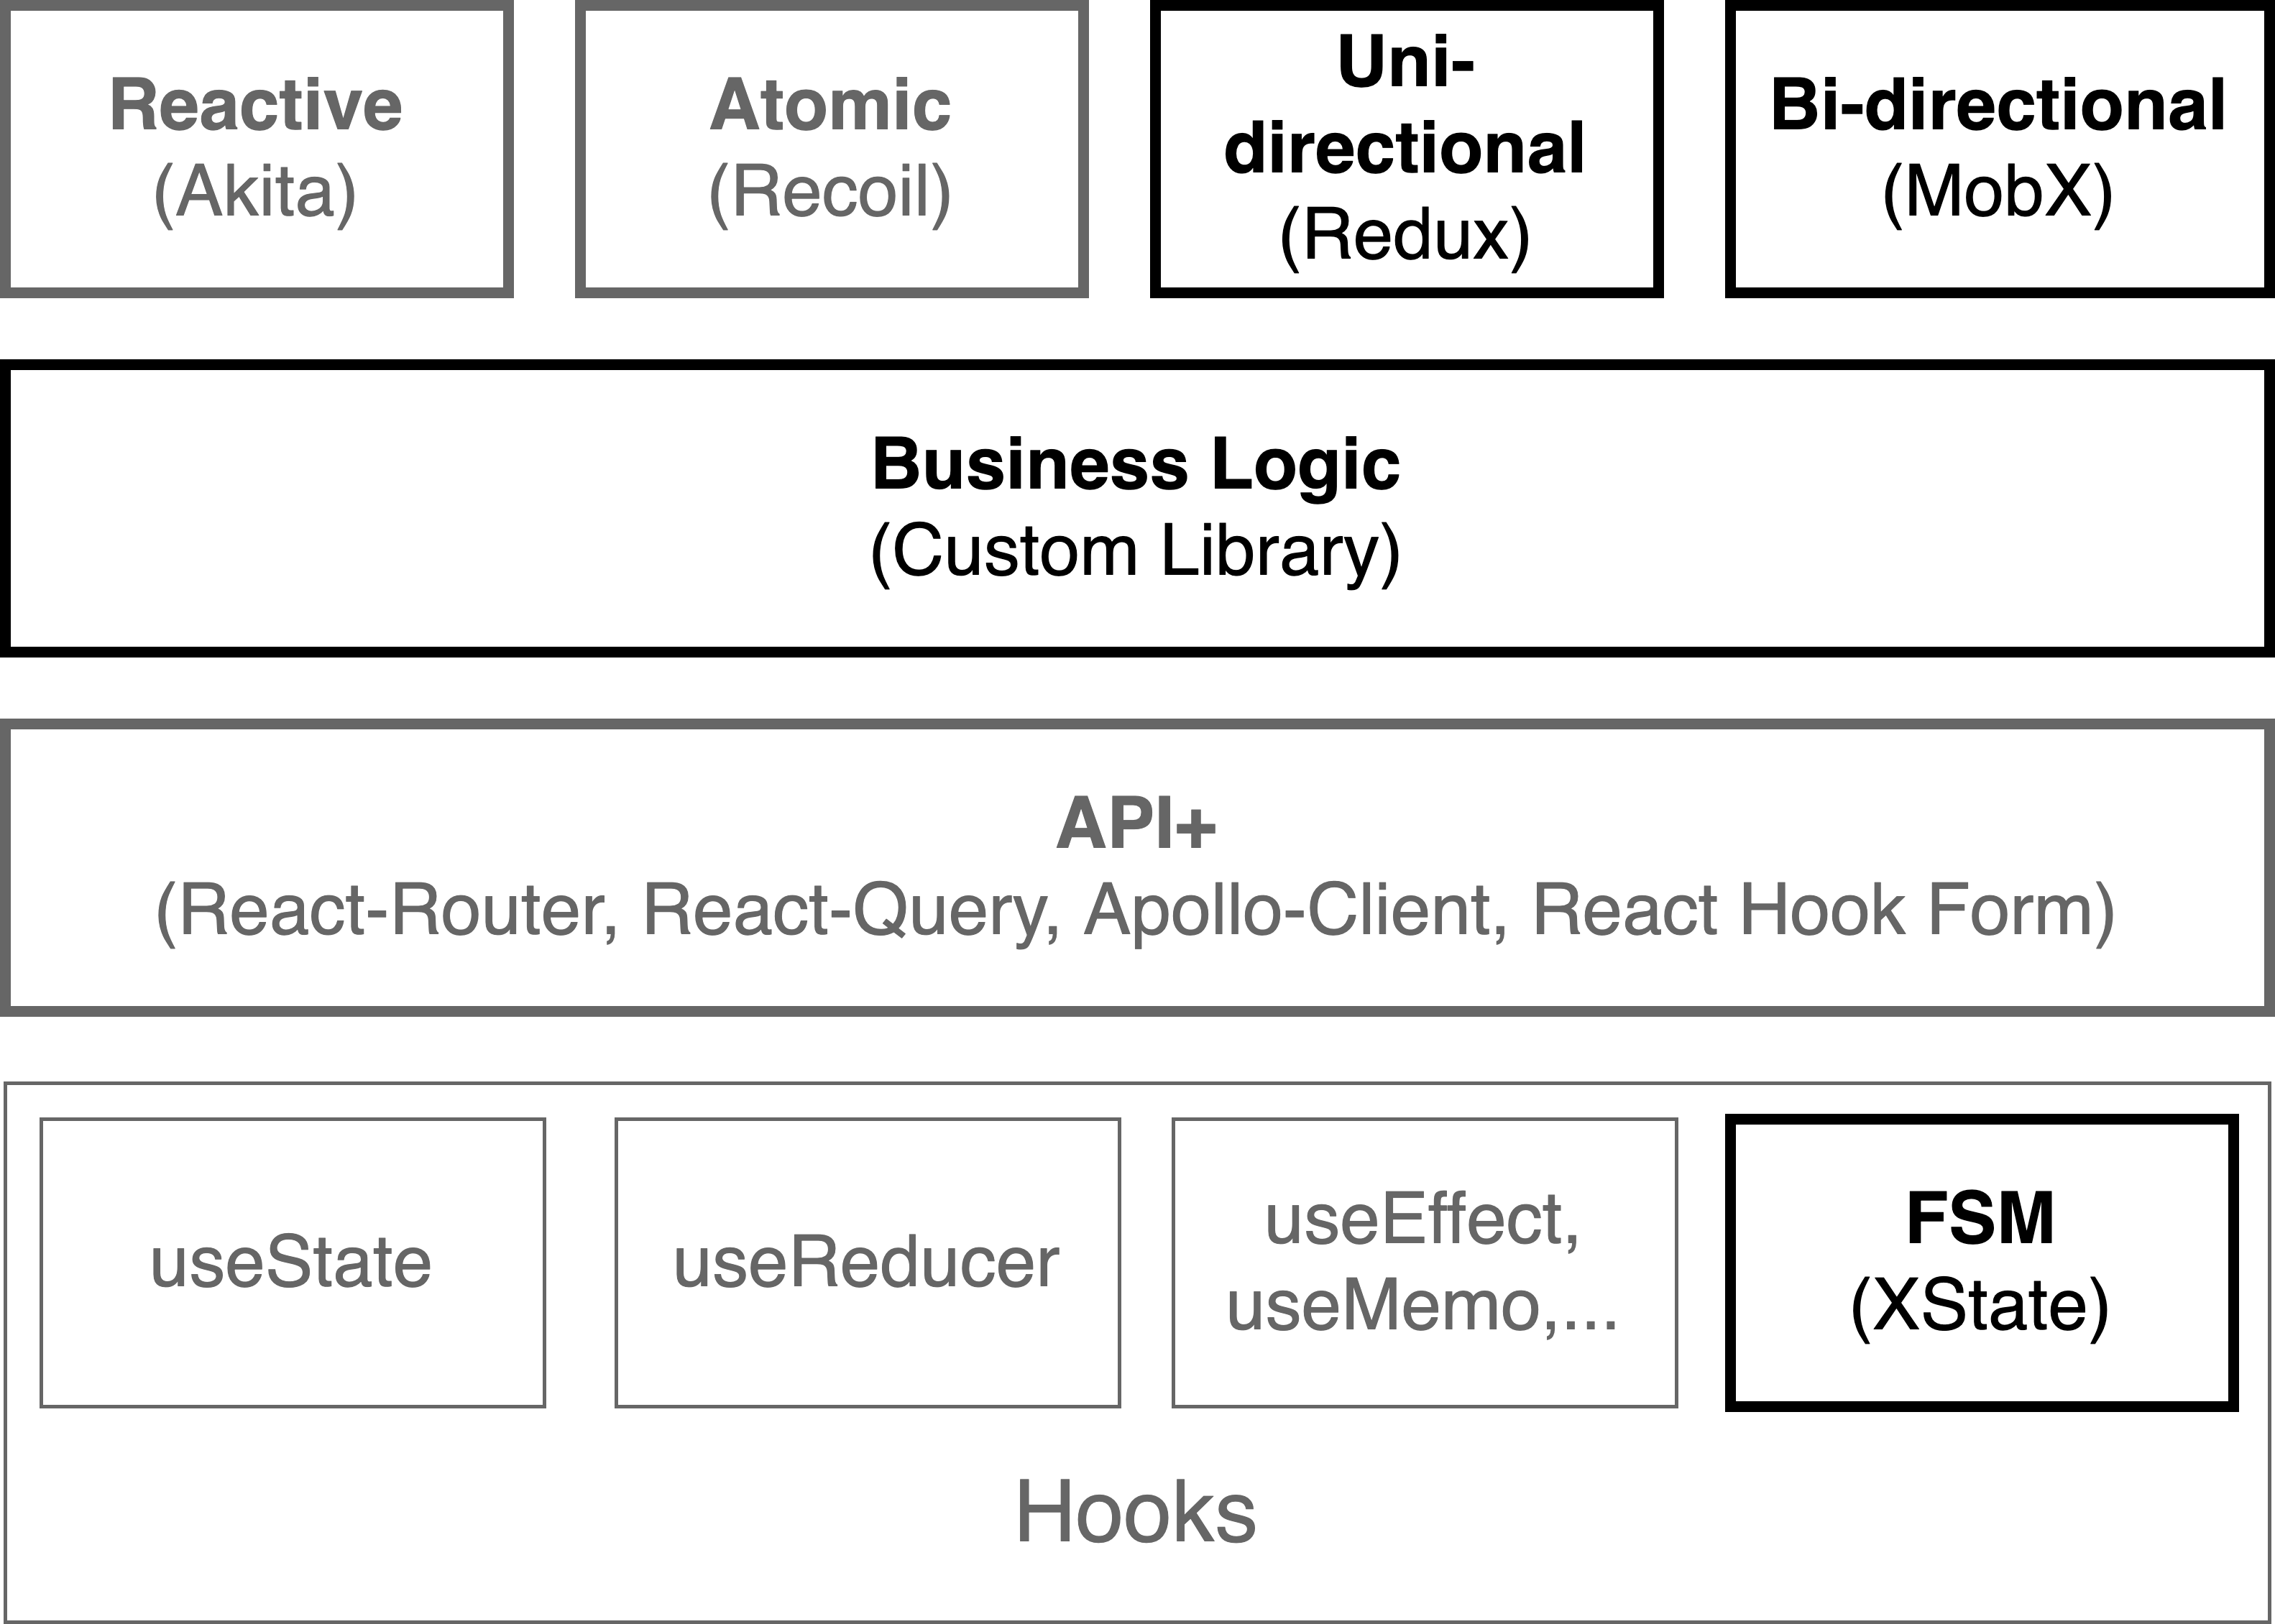 Reactive
(Akita)
Atomic
(Recoil)
Uni-
directional
(Redux)
Bi-directional
(MobX)
Business Logic
(Custom Library)
API+
(React-Router, React-Query, Apollo-Client, React Hook Form)
useState
useReducer
useEffect,
useMemo,...
FSM
(XState)
Hooks